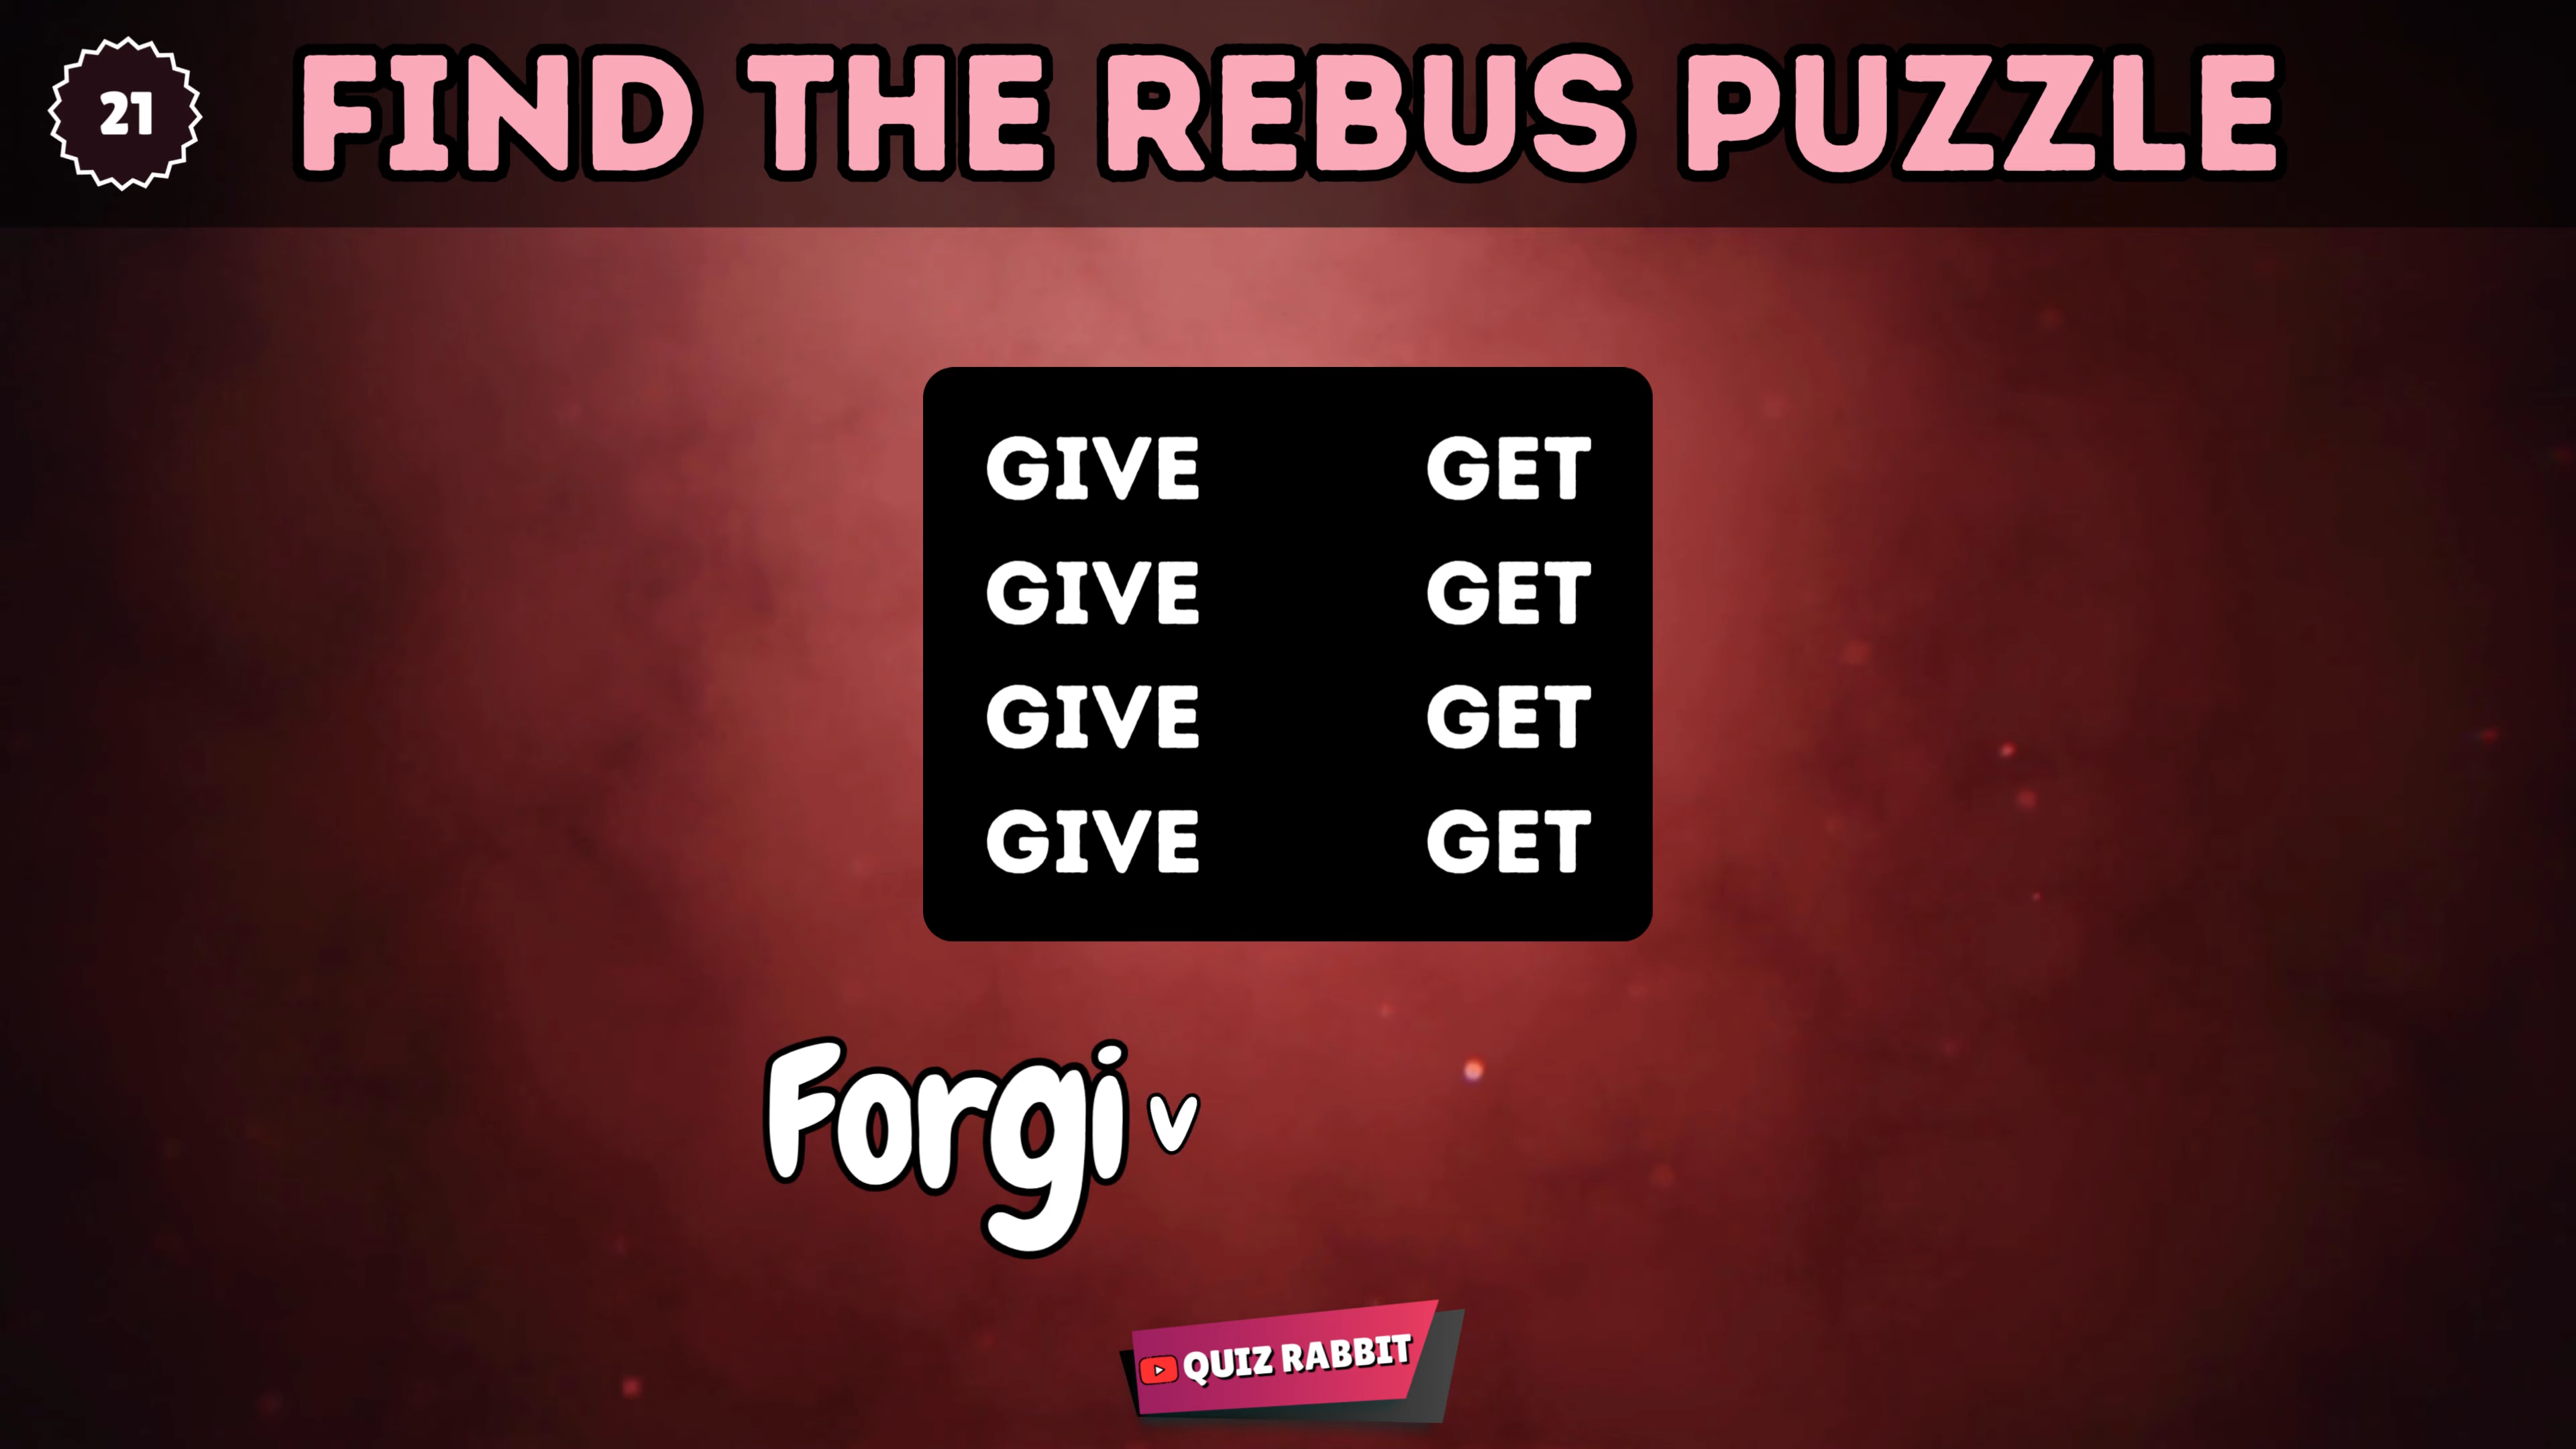 21
FIND THE REBUS PUZZLE
GIVE GET
GIVE GET
GIVE GET
GIVE GET
Forgiv
QUIZ RABBIT